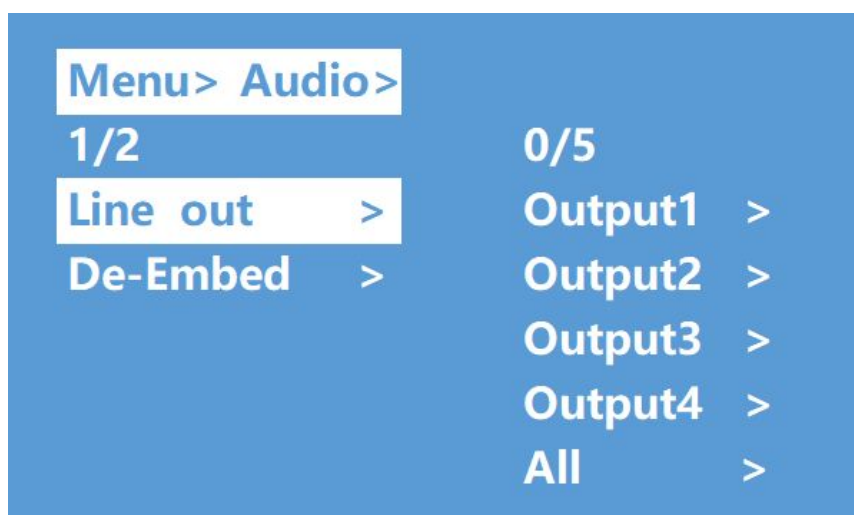 Menu> Audio>
1/2
Line out >
De-Embed >
0/5
Output1 >
Output2 >
Output3 >
Output4 >
All >